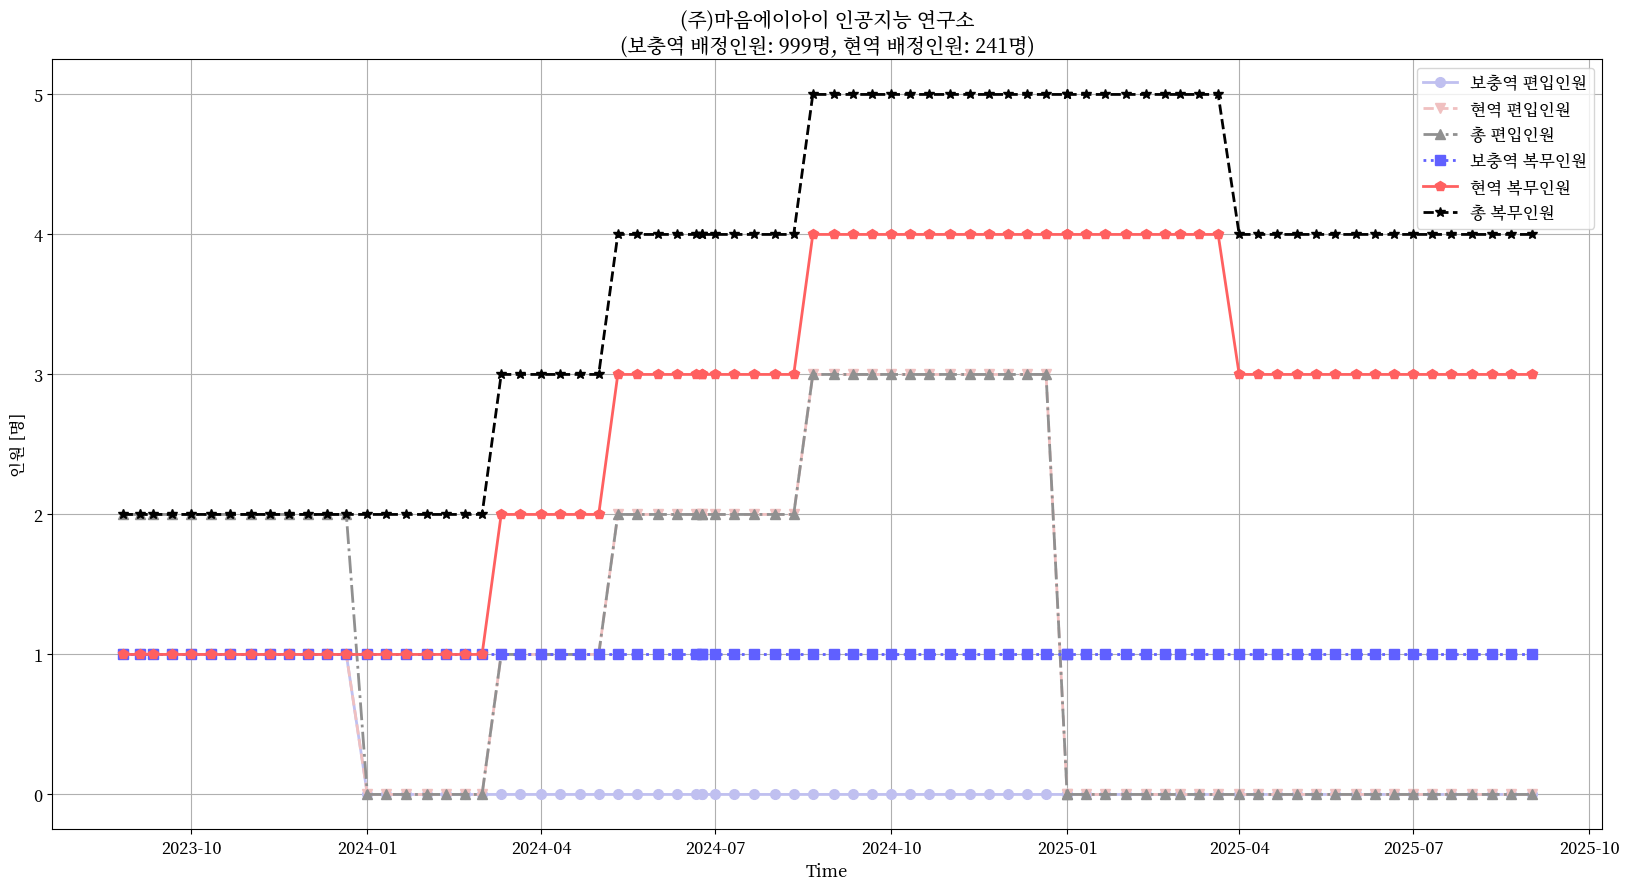 (주)마음에이아이 인공지능 연구소
(보충역 배정인원: 999명, 현역 배정인원: 241명)
보충역 편입인원
현역 편입인원
총 편입인원
보충역 복무인원
현역 복무인원
총 복무인원
인원 [명]
5
4
3
2
1
0
2023-10
2024-01
2024-04
2024-07
2024-10
2025-01
2025-04
2025-07
2025-10
Time